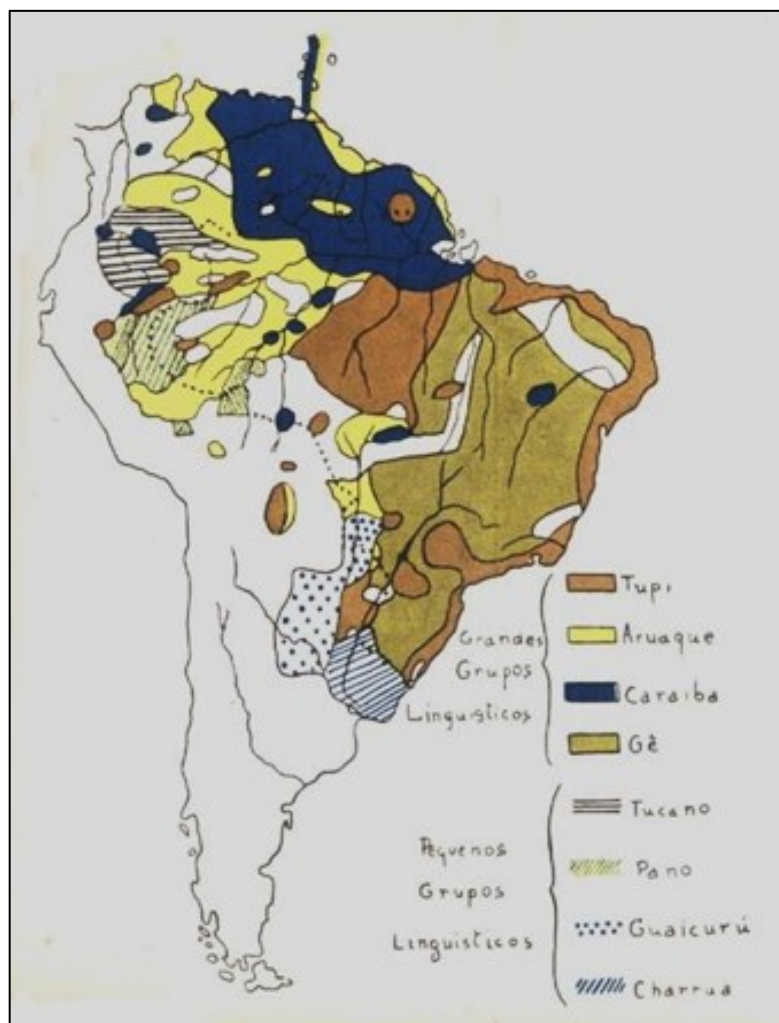 Tupi
Aruaque
Caraiba
Gê
Grandes
Grupos
Linguisticos
Tucano
Pano
Guaicurú
Charrua
Pequenos
Grupos
Linguisticos